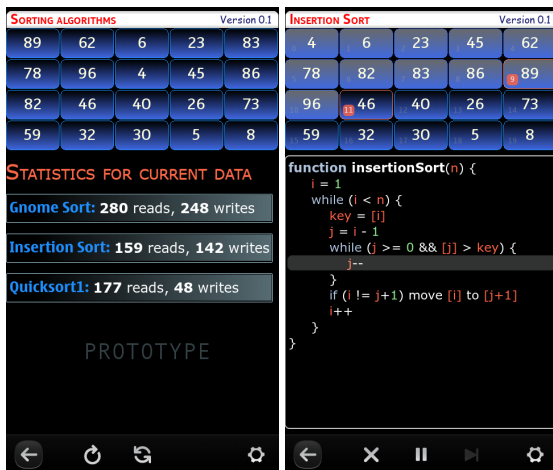 Sorting algorithms Version 0.1
89 62 6 23 83
78 96 4 45 86
82 46 40 26 73
59 32 30 5 8
Statistics for current data
Gnome Sort: 280 reads, 248 writes
Insertion Sort: 159 reads, 142 writes
Quicksort1: 177 reads, 48 writes
PROTOTYPE
Insertion Sort Version 0.1
4 6 23 45 62
78 82 83 86 9 89
96 11 46 40 26 73
59 32 30 5 8
function insertionSort(n) {
i = 1
while (i < n) {
key = [i]
j = i - 1
while (j >= 0 && [j] > key) {
j--
}
if (i != j+1) move [i] to [j+1]
i++
}
}